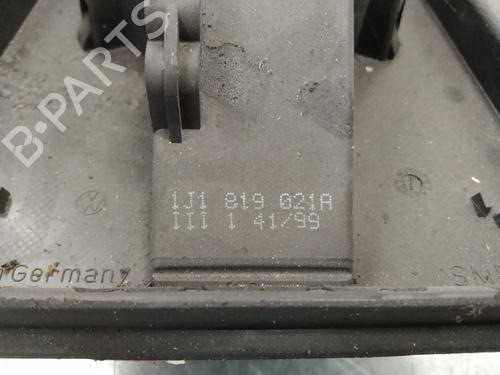 B-PARTS
1J1 819 021A
III 1 41/99
Germany